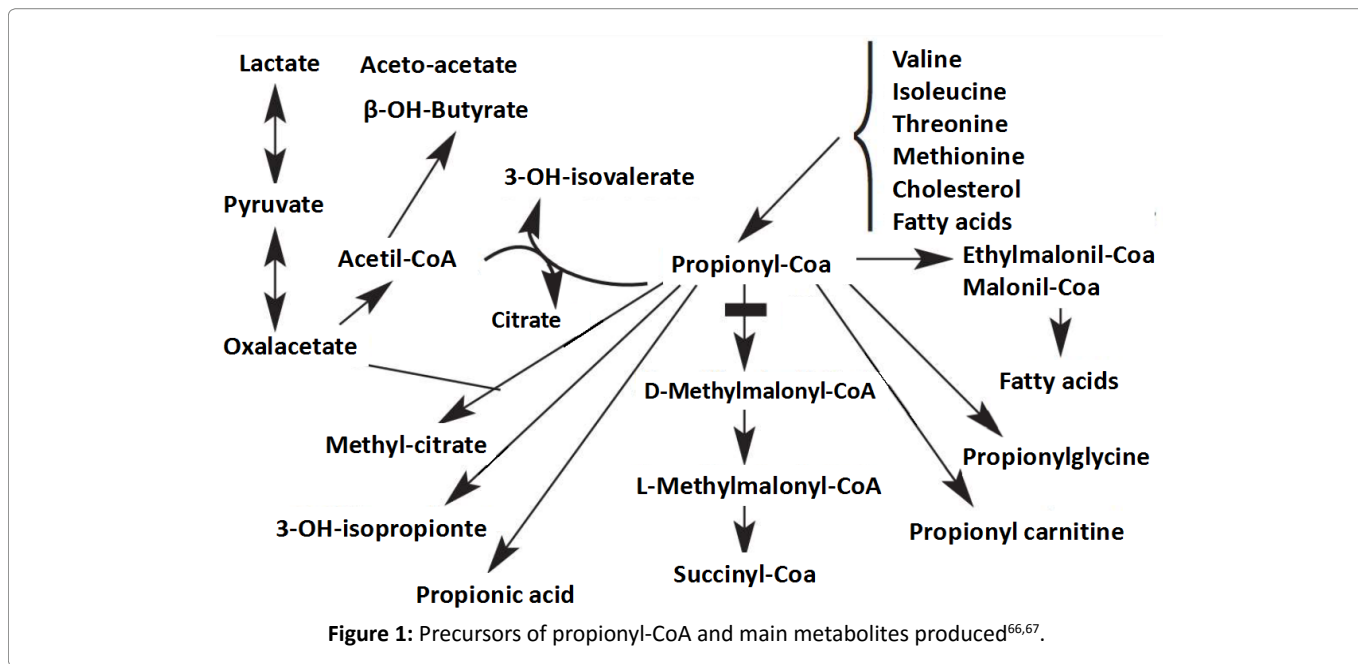 Lactate
Aceto-acetate
β-OH-Butyrate
Valine
Isoleucine
Threonine
Methionine
Cholesterol
Fatty acids
3-OH-isovalerate
Pyruvate
Acetil-CoA
Propionyl-Coa
Ethylmalonil-Coa
Malonil-Coa
Citrate
Oxalacetate
Fatty acids
D-Methylmalonyl-CoA
Methyl-citrate
Propionylglycine
L-Methylmalonyl-CoA
3-OH-isopropionte
Propionyl carnitine
Succinyl-Coa
Propionic acid
Figure 1: Precursors of propionyl-CoA and main metabolites produced66,67.